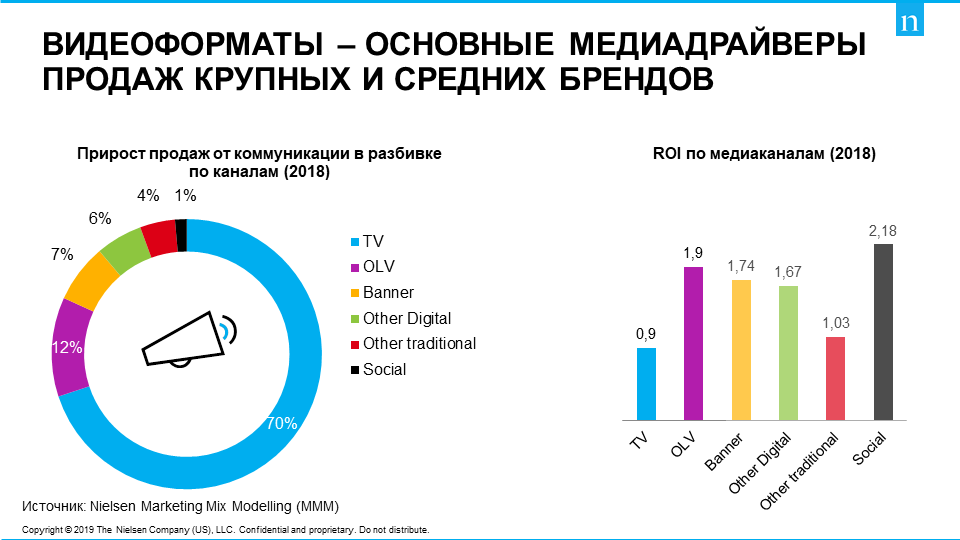 n
ВИДЕОФОРМАТЫ – ОСНОВНЫЕ МЕДИАДРАЙВЕРЫ
ПРОДАЖ КРУПНЫХ И СРЕДНИХ БРЕНДОВ
Прирост продаж от коммуникации в разбивке
по каналам (2018)
4%
1%
6%
7%
12%
70%
TV
OLV
Banner
Other Digital
Other traditional
Social
ROI по медиаканалам (2018)
0,9
1,9
1,74
1,67
1,03
2,18
TV
OLV
Banner
Other Digital
Other traditional
Social
Источник: Nielsen Marketing Mix Modelling (MMM)
Copyright © 2019 The Nielsen Company (US), LLC. Confidential and proprietary. Do not distribute.